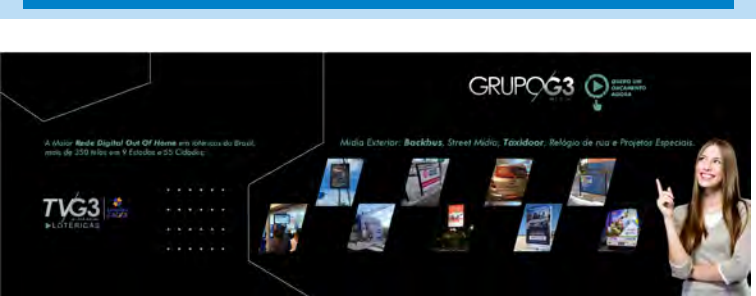 GRUPO G3
MÍDIA
QUERO UM
ORÇAMENTO
AGORA
A Maior Rede Digital Out Of Home em lotéricas do Brasil,
mais de 350 telas em 9 Estados e 55 Cidades;
Mídia Exterior: Backbus, Street Mídia, Taxidoor, Relógio de rua e Projetos Especiais.
TVG3
LOTÉRICAS